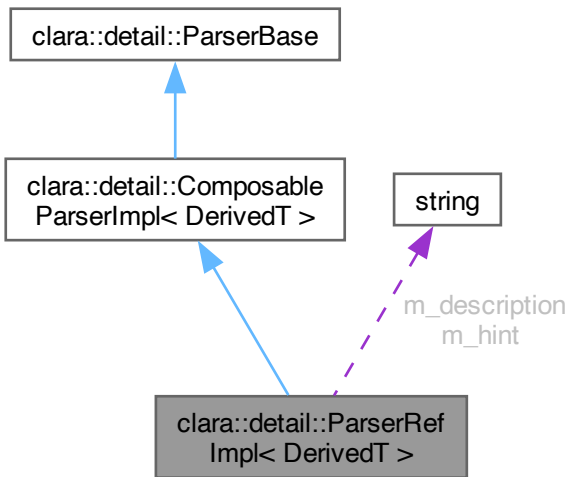 clara::detail::ParserBase
clara::detail::Composable
ParserImpl< DerivedT >
string
m_description
m_hint
clara::detail::ParserRef
Impl< DerivedT >